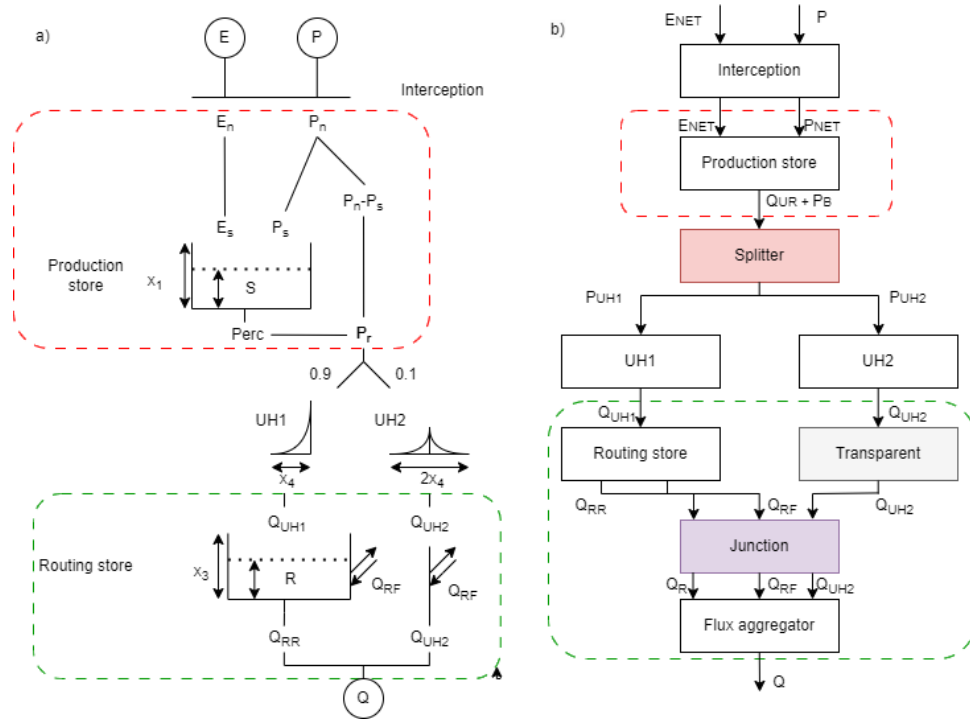 a)
E
P
Interception
En
Pn
Pn-Ps
Es
Ps
Production
store
x1
S
Perc
Pr
0.9
0.1
UH1
UH2
x4
2x4
QUH1
QUH2
Routing store
x3
R
QRF
QRF
QRR
QUH2
Q
b)
ENET
P
Interception
ENET
PNET
Production store
QUR + PB
Splitter
PUH1
PUH2
UH1
UH2
QUH1
QUH2
Routing store
Transparent
QRR
QRF
QUH2
Junction
QR
QRF
QUH2
Flux aggregator
Q